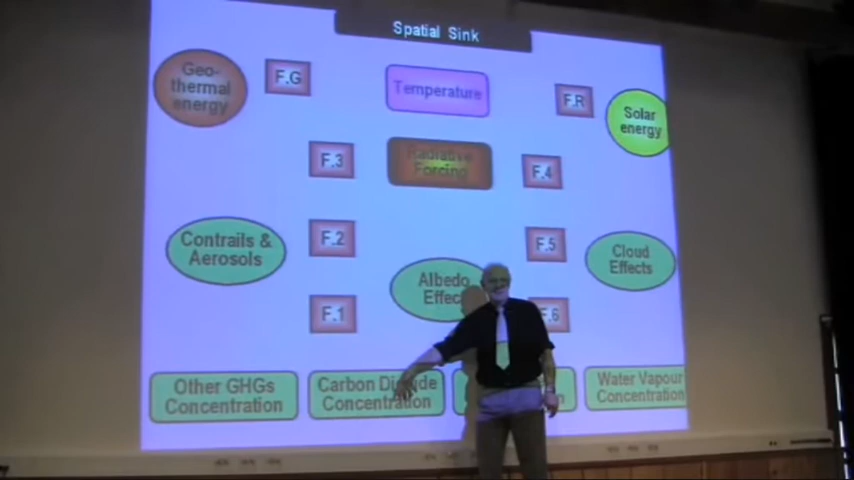 Spatial Sink
Geo-
thermal
energy
F.G
Temperature
F.R
Solar
energy
F.3
Radiative
Forcing
F.4
Contrails &
Aerosols
F.2
F.5
Cloud
Effects
Albedo
Effec
F.1
F.6
Other GHGs
Concentration
Carbon Dioxide
Concentration
Water Vapour
Concentration